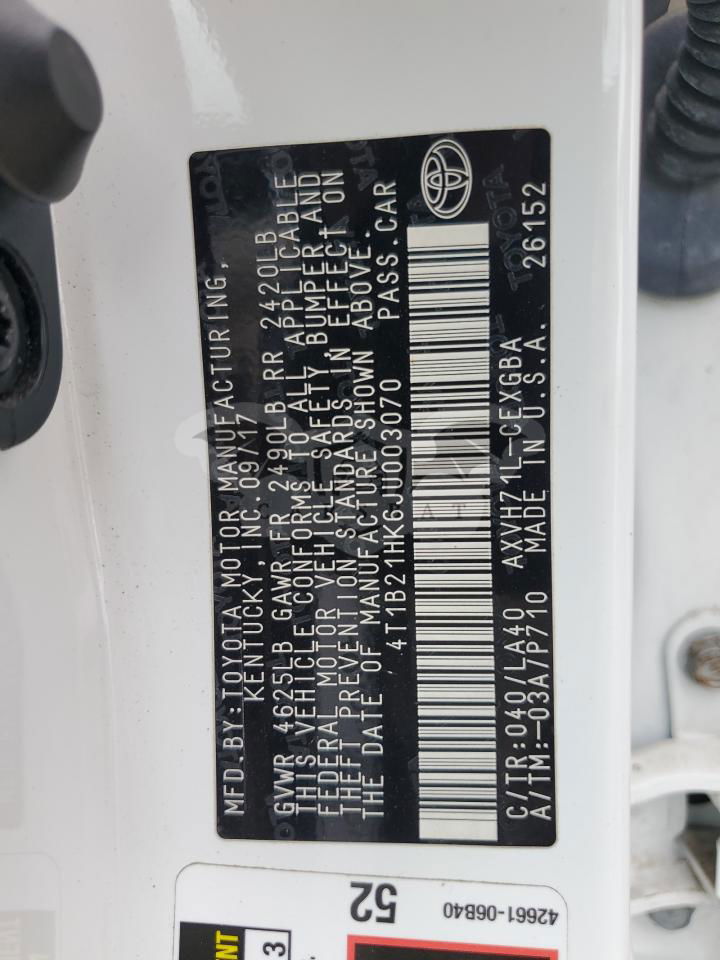 MFD.BY:TOYOTA MOTOR MANUFACTURING,
KENTUCKY, INC. 09/17
GVWR 4625LB GAWR FR 2490LB RR 2420LB
THIS VEHICLE CONFORMS TO ALL APPLICABLE
FEDERAL MOTOR VEHICLE SAFETY, BUMPER AND
THEFT PREVENTION STANDARDS IN EFFECT ON
THE DATE OF MANUFACTURE SHOWN ABOVE.
4T1B21HK6JU003070 PASS.CAR
C/TR:040/LA40 AXVH71L-CEXGBA
A/TM:-03A/P710 MADE IN U.S.A. 26152
TOYOTA
52
42661-06B40
3